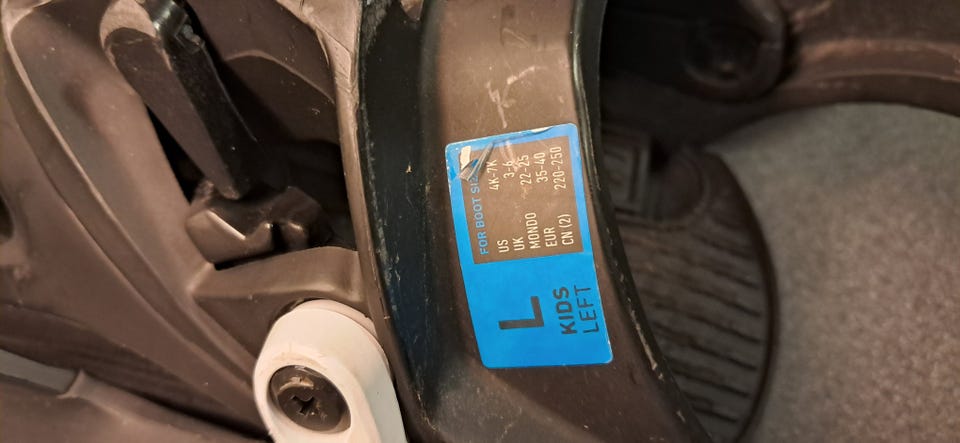 FOR BOOT
US 4K-7K
UK 3-6
MONDO 22-25
EUR 35-40
CN (2) 220-250
L
KIDS
LEFT